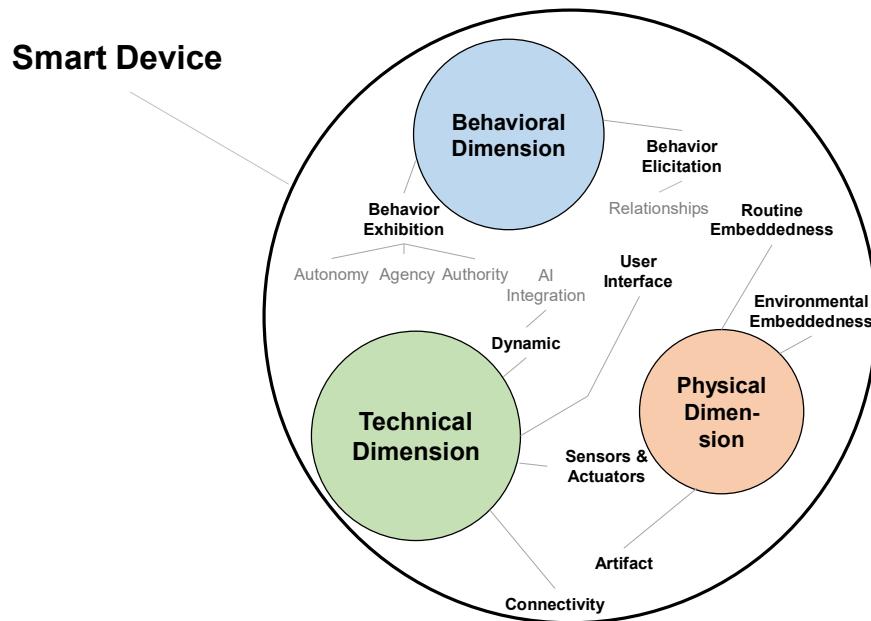 Smart Device
Behavioral
Dimension
Behavior
Elicitation
Relationships
Behavior
Exhibition
Autonomy
Agency
Authority
Routine
Embeddedness
User
Interface
AI
Integration
Environmental
Embeddedness
Dynamic
Technical
Dimension
Physical
Dimen-
sion
Sensors &
Actuators
Artifact
Connectivity